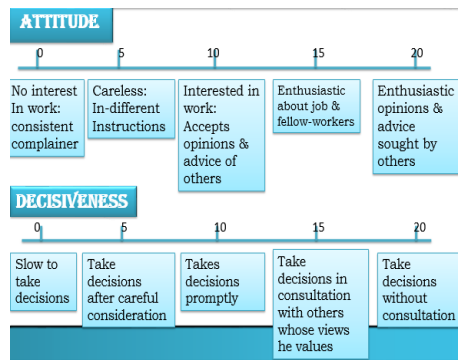 ATTITUDE
0 5 10 15 20
No interest
In work:
consistent
complainer
Careless:
In-different
Instructions
Interested in
work:
Accepts
opinions &
advice of
others
Enthusiastic
about job &
fellow-workers
Enthusiastic
opinions &
advice
sought by
others
DECISIVENESS
0 5 10 15 20
Slow to
take
decisions
Take
decisions
after careful
consideration
Takes
decisions
promptly
Take
decisions in
consultation
with others
whose views
he values
Take
decisions
without
consultation